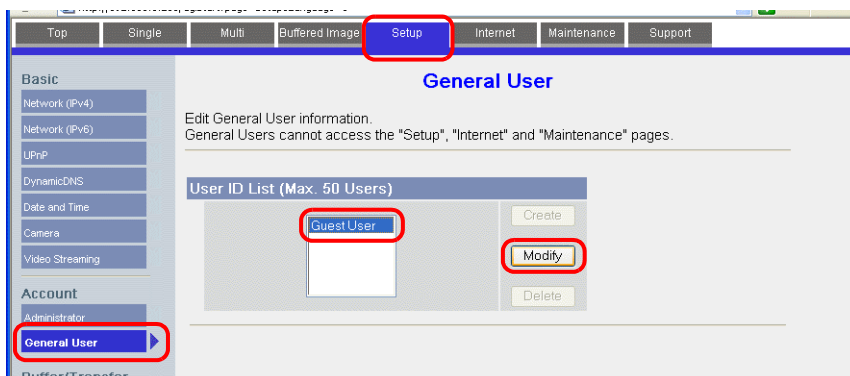 Top Single Multi Buffered Image Setup Internet Maintenance Support
Basic
Network (IPv4)
Network (IPv6)
UPnP
DynamicDNS
Date and Time
Camera
Video Streaming
Account
Administrator
General User
General User
Edit General User information.
General Users cannot access the "Setup", "Internet" and "Maintenance" pages.
User ID List (Max. 50 Users)
GuestUser
Create
Modify
Delete